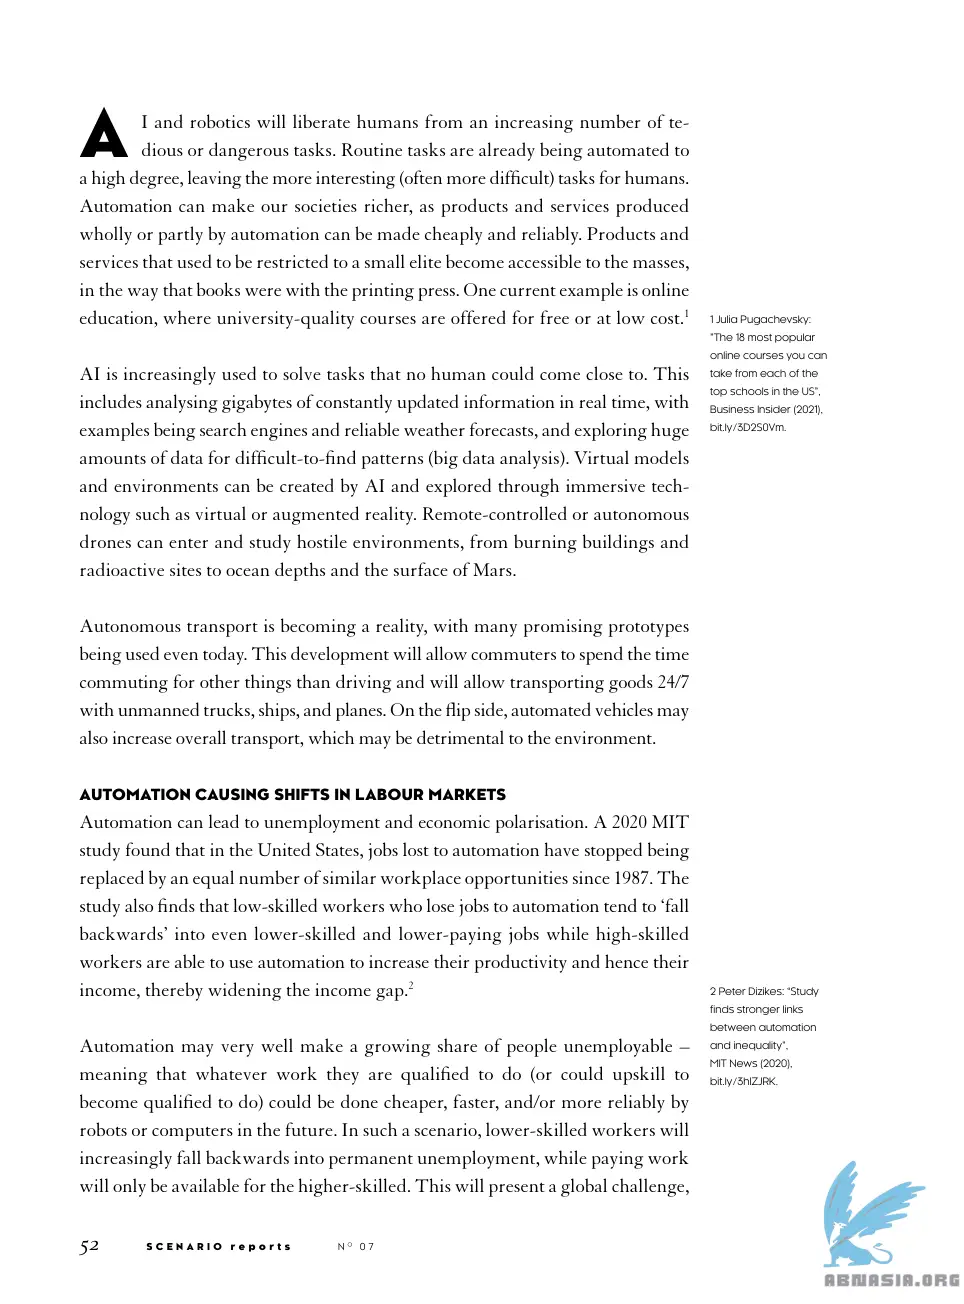 AI and robotics will liberate humans from an increasing number of te-
dious or dangerous tasks. Routine tasks are already being automated to
a high degree, leaving the more interesting (often more difficult) tasks for humans.
Automation can make our societies richer, as products and services produced
wholly or partly by automation can be made cheaply and reliably. Products and
services that used to be restricted to a small elite become accessible to the masses,
in the way that books were with the printing press. One current example is online
education, where university-quality courses are offered for free or at low cost.1
1 Julia Pugachevsky:
"The 18 most popular
online courses you can
take from each of the
top schools in the US",
Business Insider (2021),
bit.ly/3D2S0Vm.
AI is increasingly used to solve tasks that no human could come close to. This
includes analysing gigabytes of constantly updated information in real time, with
examples being search engines and reliable weather forecasts, and exploring huge
amounts of data for difficult-to-find patterns (big data analysis). Virtual models
and environments can be created by AI and explored through immersive tech-
nology such as virtual or augmented reality. Remote-controlled or autonomous
drones can enter and study hostile environments, from burning buildings and
radioactive sites to ocean depths and the surface of Mars.
Autonomous transport is becoming a reality, with many promising prototypes
being used even today. This development will allow commuters to spend the time
commuting for other things than driving and will allow transporting goods 24/7
with unmanned trucks, ships, and planes. On the flip side, automated vehicles may
also increase overall transport, which may be detrimental to the environment.
AUTOMATION CAUSING SHIFTS IN LABOUR MARKETS
Automation can lead to unemployment and economic polarisation. A 2020 MIT
study found that in the United States, jobs lost to automation have stopped being
replaced by an equal number of similar workplace opportunities since 1987. The
study also finds that low-skilled workers who lose jobs to automation tend to ‘fall
backwards’ into even lower-skilled and lower-paying jobs while high-skilled
workers are able to use automation to increase their productivity and hence their
income, thereby widening the income gap.2
2 Peter Dizikes: "Study
finds stronger links
between automation
and inequality",
MIT News (2020),
bit.ly/3hIZJRK.
Automation may very well make a growing share of people unemployable –
meaning that whatever work they are qualified to do (or could upskill to
become qualified to do) could be done cheaper, faster, and/or more reliably by
robots or computers in the future. In such a scenario, lower-skilled workers will
increasingly fall backwards into permanent unemployment, while paying work
will only be available for the higher-skilled. This will present a global challenge,
52 SCENARIO reports Nº 07
ABNASIA.ORG